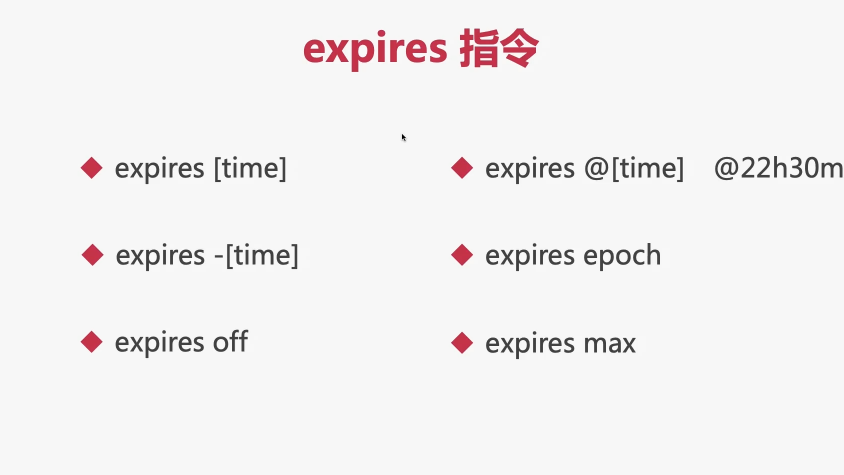 expires 指令
expires [time]
expires @[time] @22h30m
expires -[time]
expires epoch
expires off
expires max